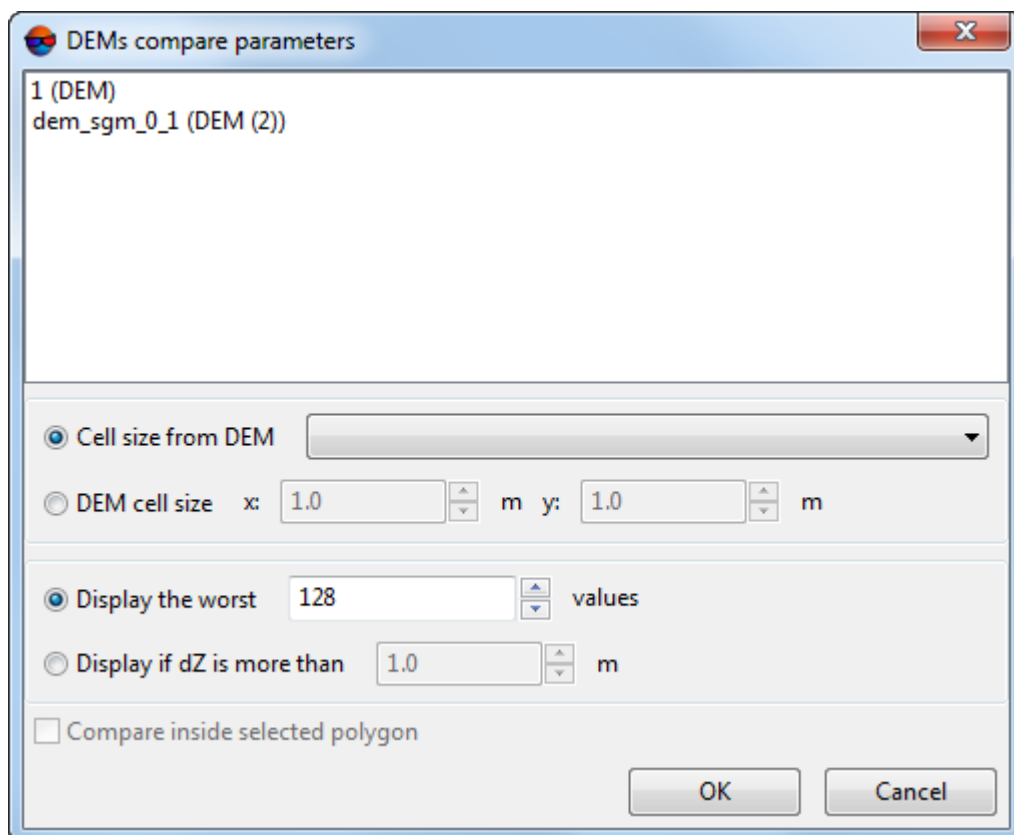 DEMs compare parameters
1 (DEM)
dem_sgm_0_1 (DEM (2))
Cell size from DEM
DEM cell size x: 1.0 m y: 1.0 m
Display the worst 128 values
Display if dZ is more than 1.0 m
Compare inside selected polygon
OK Cancel